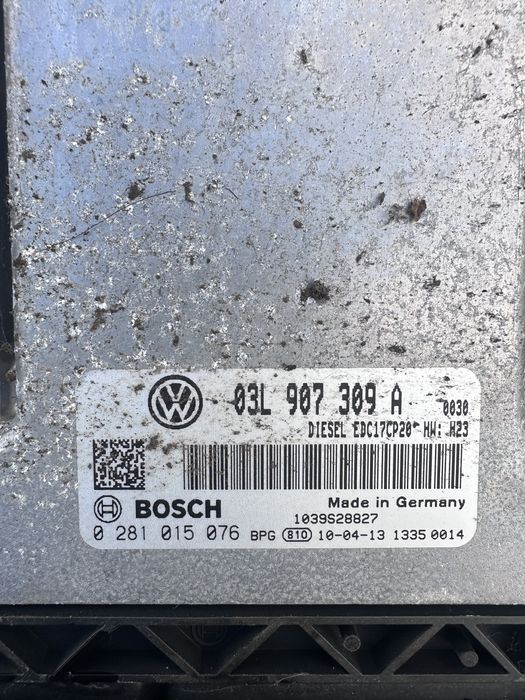 03L 907 309 A 0030
DIESEL EDC17CP20 HW: H23
BOSCH Made in Germany
1039S28827
0 281 015 076 BPG 810 10-04-13 1335 0014